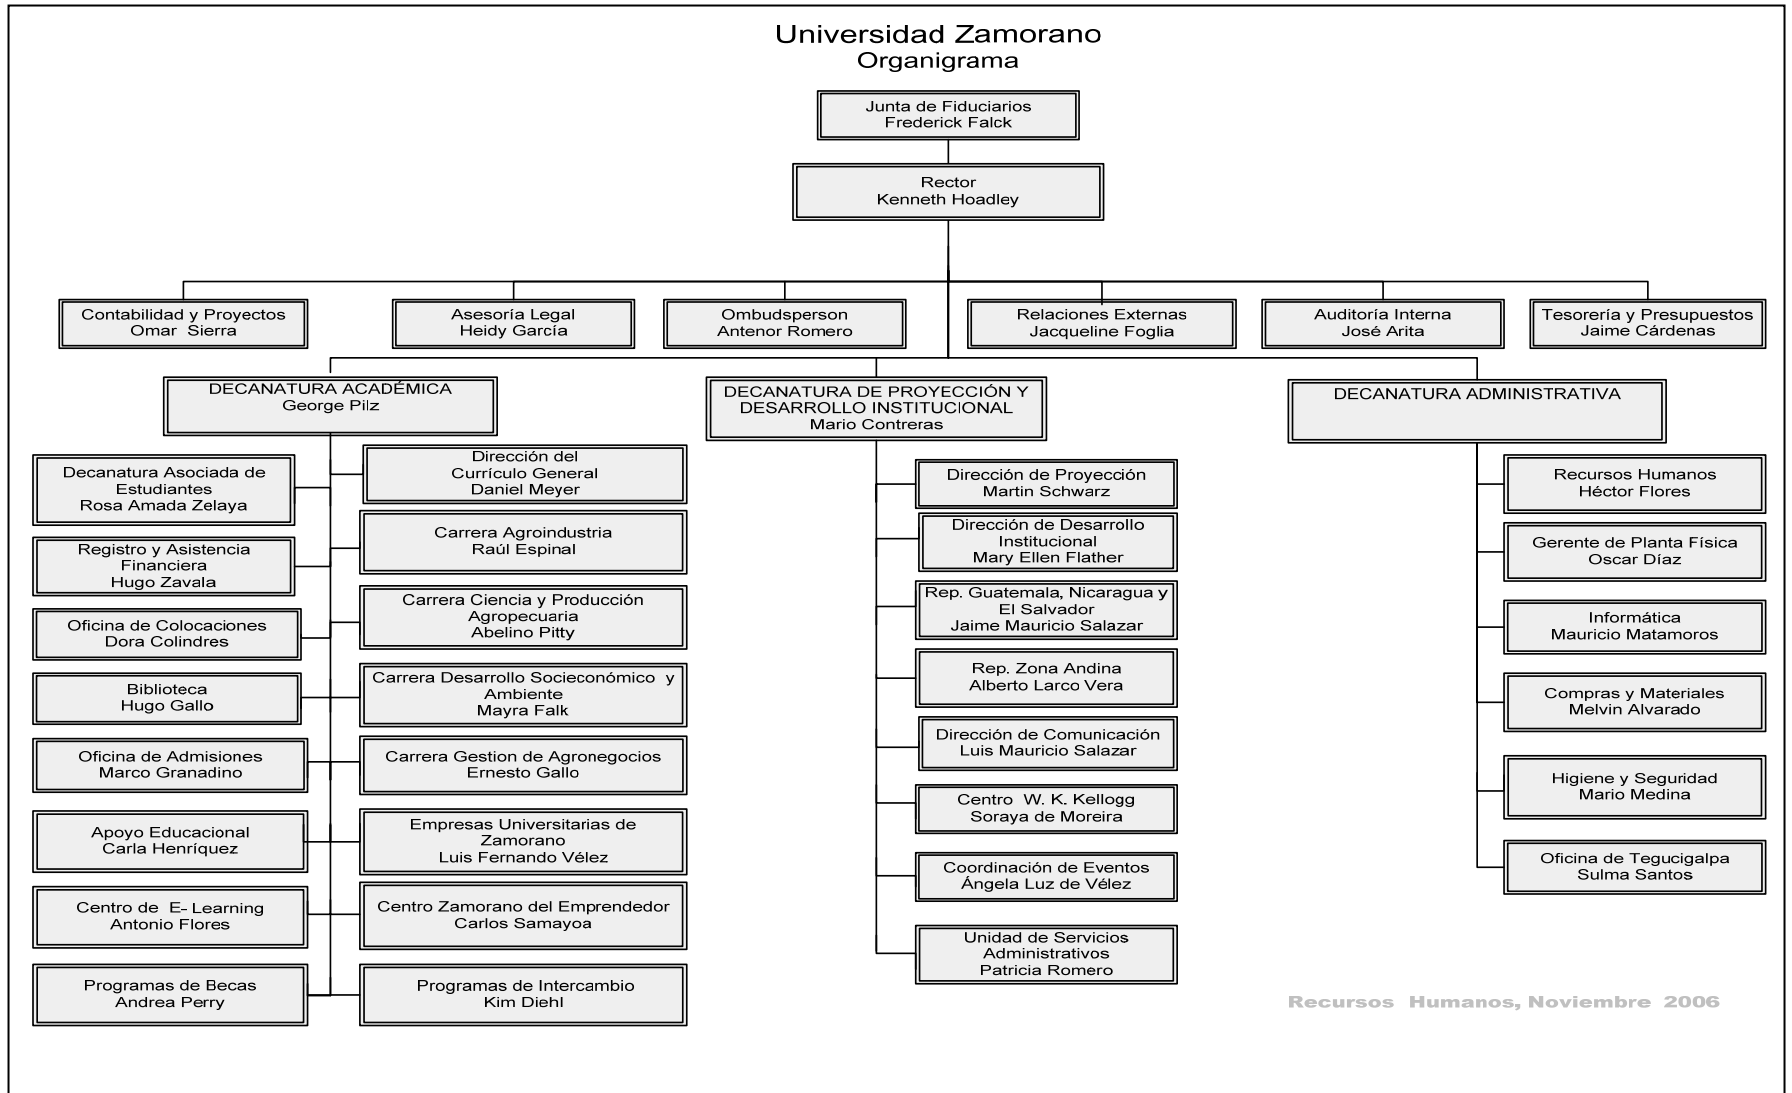 Universidad Zamorano
Organigrama
Junta de Fiduciarios
Frederick Falck
Rector
Kenneth Hoadley
Contabilidad y Proyectos
Omar Sierra
Asesoría Legal
Heidy García
Ombudsperson
Antenor Romero
Relaciones Externas
Jacqueline Foglia
Auditoría Interna
José Arita
Tesorería y Presupuestos
Jaime Cárdenas
DECANATURA ACADÉMICA
George Pilz
Decanatura Asociada de
Estudiantes
Rosa Amada Zelaya
Registro y Asistencia
Financiera
Hugo Zavala
Oficina de Colocaciones
Dora Colindres
Biblioteca
Hugo Gallo
Oficina de Admisiones
Marco Granadino
Apoyo Educacional
Carla Henríquez
Centro de E- Learning
Antonio Flores
Programas de Becas
Andrea Perry
Dirección del
Currículo General
Daniel Meyer
Carrera Agroindustria
Raúl Espinal
Carrera Ciencia y Producción
Agropecuaria
Abelino Pitty
Carrera Desarrollo Socieconómico y
Ambiente
Mayra Falk
Carrera Gestion de Agronegocios
Ernesto Gallo
Empresas Universitarias de
Zamorano
Luis Fernando Vélez
Centro Zamorano del Emprendedor
Carlos Samayoa
Programas de Intercambio
Kim Diehl
DECANATURA DE PROYECCIÓN Y
DESARROLLO INSTITUCIONAL
Mario Contreras
Dirección de Proyección
Martin Schwarz
Dirección de Desarrollo
Institucional
Mary Ellen Flather
Rep. Guatemala, Nicaragua y
El Salvador
Jaime Mauricio Salazar
Rep. Zona Andina
Alberto Larco Vera
Dirección de Comunicación
Luis Mauricio Salazar
Centro W. K. Kellogg
Soraya de Moreira
Coordinación de Eventos
Ángela Luz de Vélez
Unidad de Servicios
Administrativos
Patricia Romero
DECANATURA ADMINISTRATIVA
Recursos Humanos
Héctor Flores
Gerente de Planta Física
Oscar Díaz
Informática
Mauricio Matamoros
Compras y Materiales
Melvin Alvarado
Higiene y Seguridad
Mario Medina
Oficina de Tegucigalpa
Sulma Santos
Recursos Humanos, Noviembre 2006